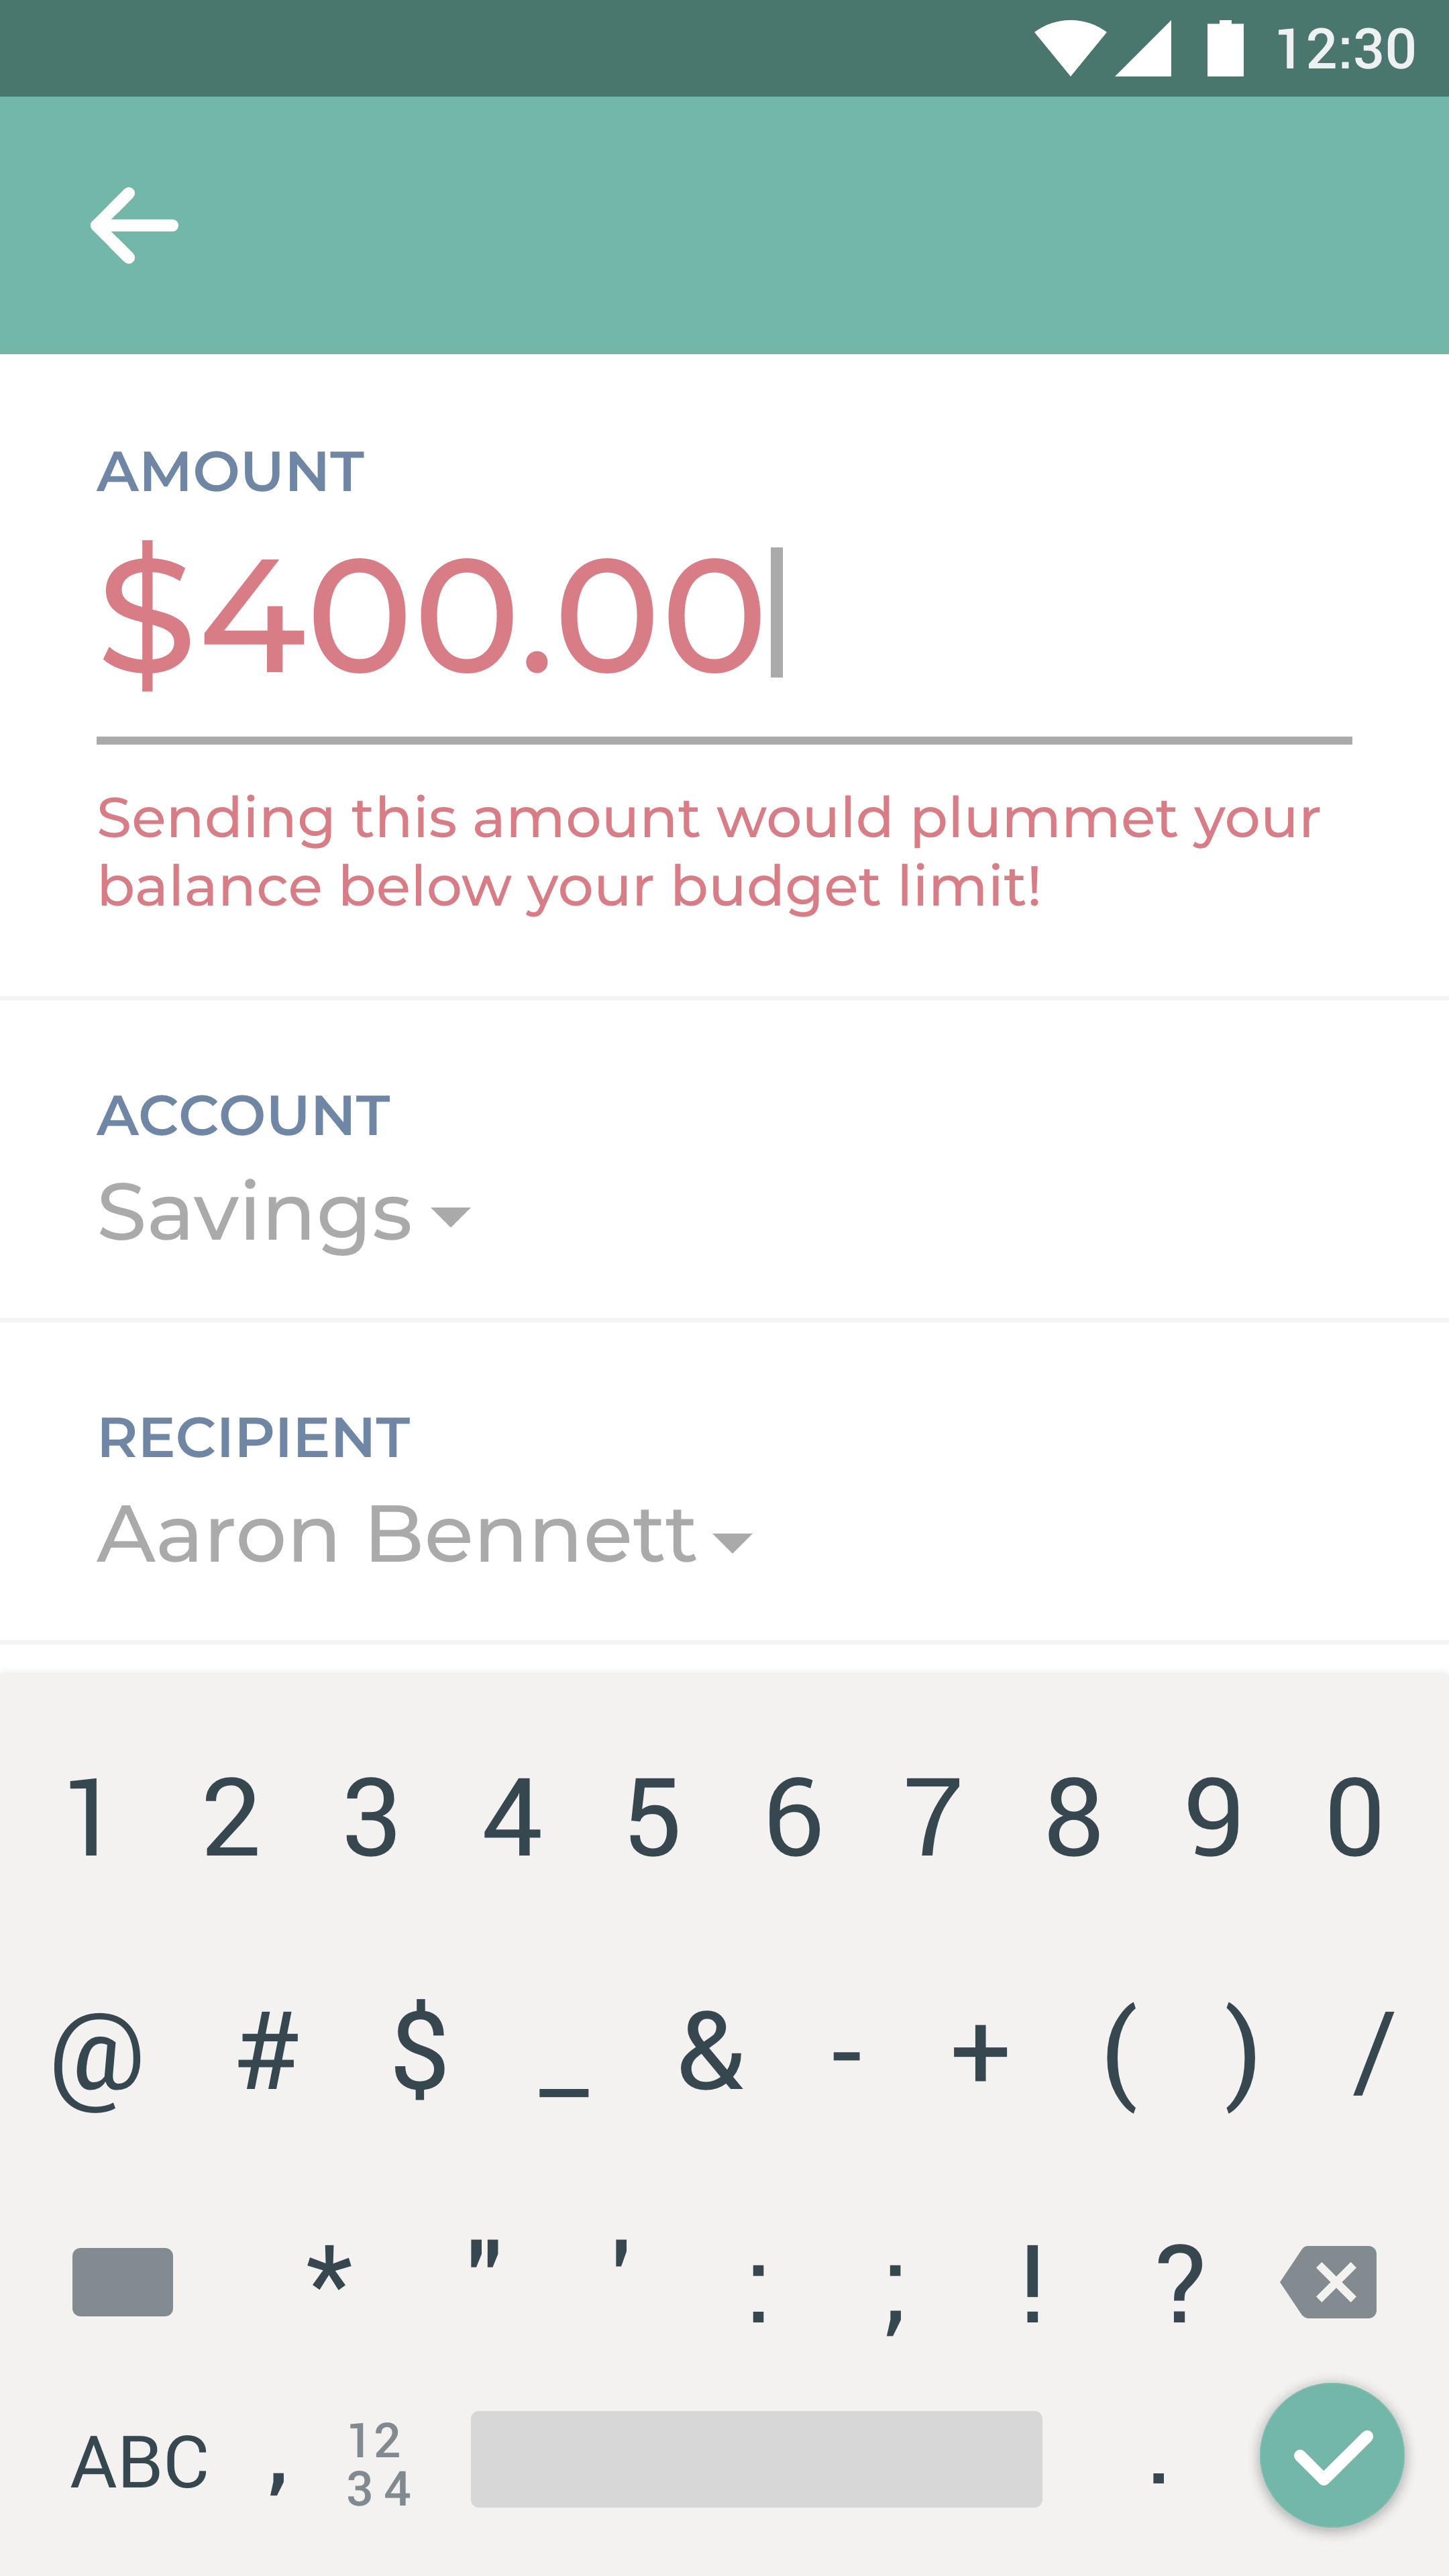 12:30
AMOUNT
$400.00
Sending this amount would plummet your
balance below your budget limit!
ACCOUNT
Savings
RECIPIENT
Aaron Bennett
1 2 3 4 5 6 7 8 9 0
@ # $ _ & - + ( ) /
* " ' : ; ! ?
ABC , 12 .
34